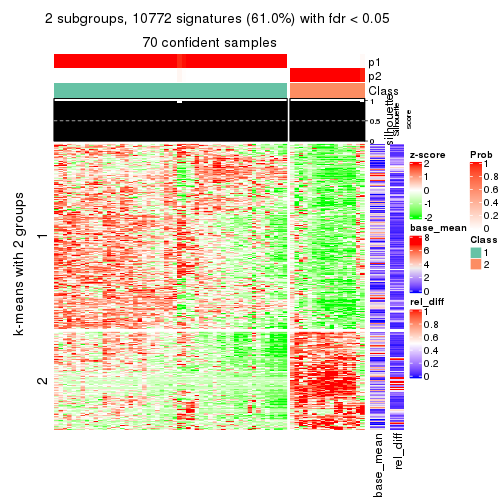 2 subgroups, 10772 signatures (61.0%) with fdr < 0.05
70 confident samples
p1
p2
Class
1
0.5
0
silhouette
Silhouette
score
k-means with 2 groups
1
2
z-score
2
1
0
-1
-2
base_mean
8
6
4
2
0
rel_diff
1
0.8
0.6
0.4
0.2
0
Prob
1
0.8
0.6
0.4
0.2
0
Class
1
2
base_mean
rel_diff